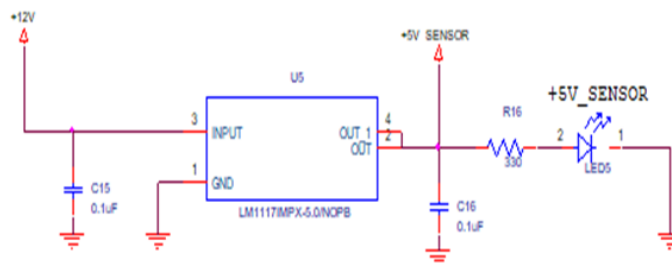 +12V
+5V SENSOR
U5
+5V_SENSOR
R16
3
INPUT
OUT_1
4
OUT
2
2
1
330
LED5
1
GND
C15
0.1uF
C16
0.1uF
LM1117IMPX-5.0/NOPB